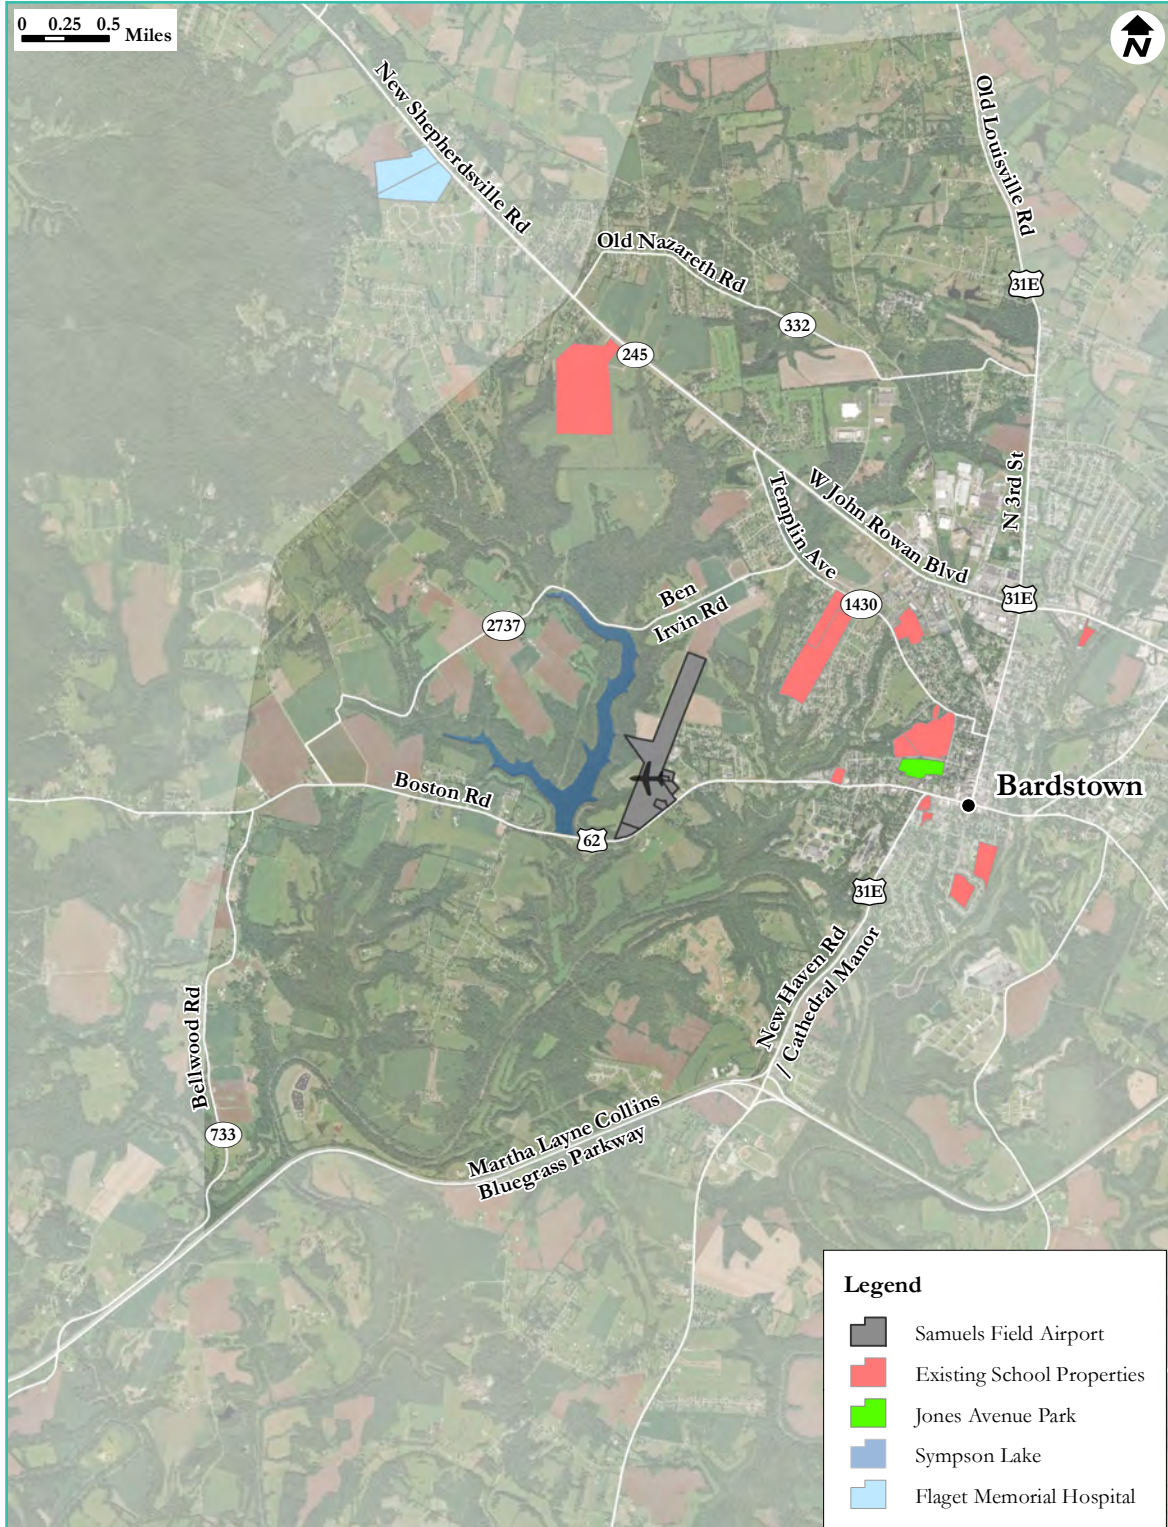 0 0.25 0.5 Miles
N
New Shepherdsville Rd
Old Louisville Rd
Old Nazareth Rd
31E
332
245
N 3rd St
W John Rowan Blvd
Templin Ave
Ben
Irvin Rd
1430
31E
2737
Boston Rd
Bardstown
62
31E
New Haven Rd
/ Cathedral Manor
Bellwood Rd
733
Martha Layne Collins
Bluegrass Parkway
Legend
Samuels Field Airport
Existing School Properties
Jones Avenue Park
Sympson Lake
Flaget Memorial Hospital